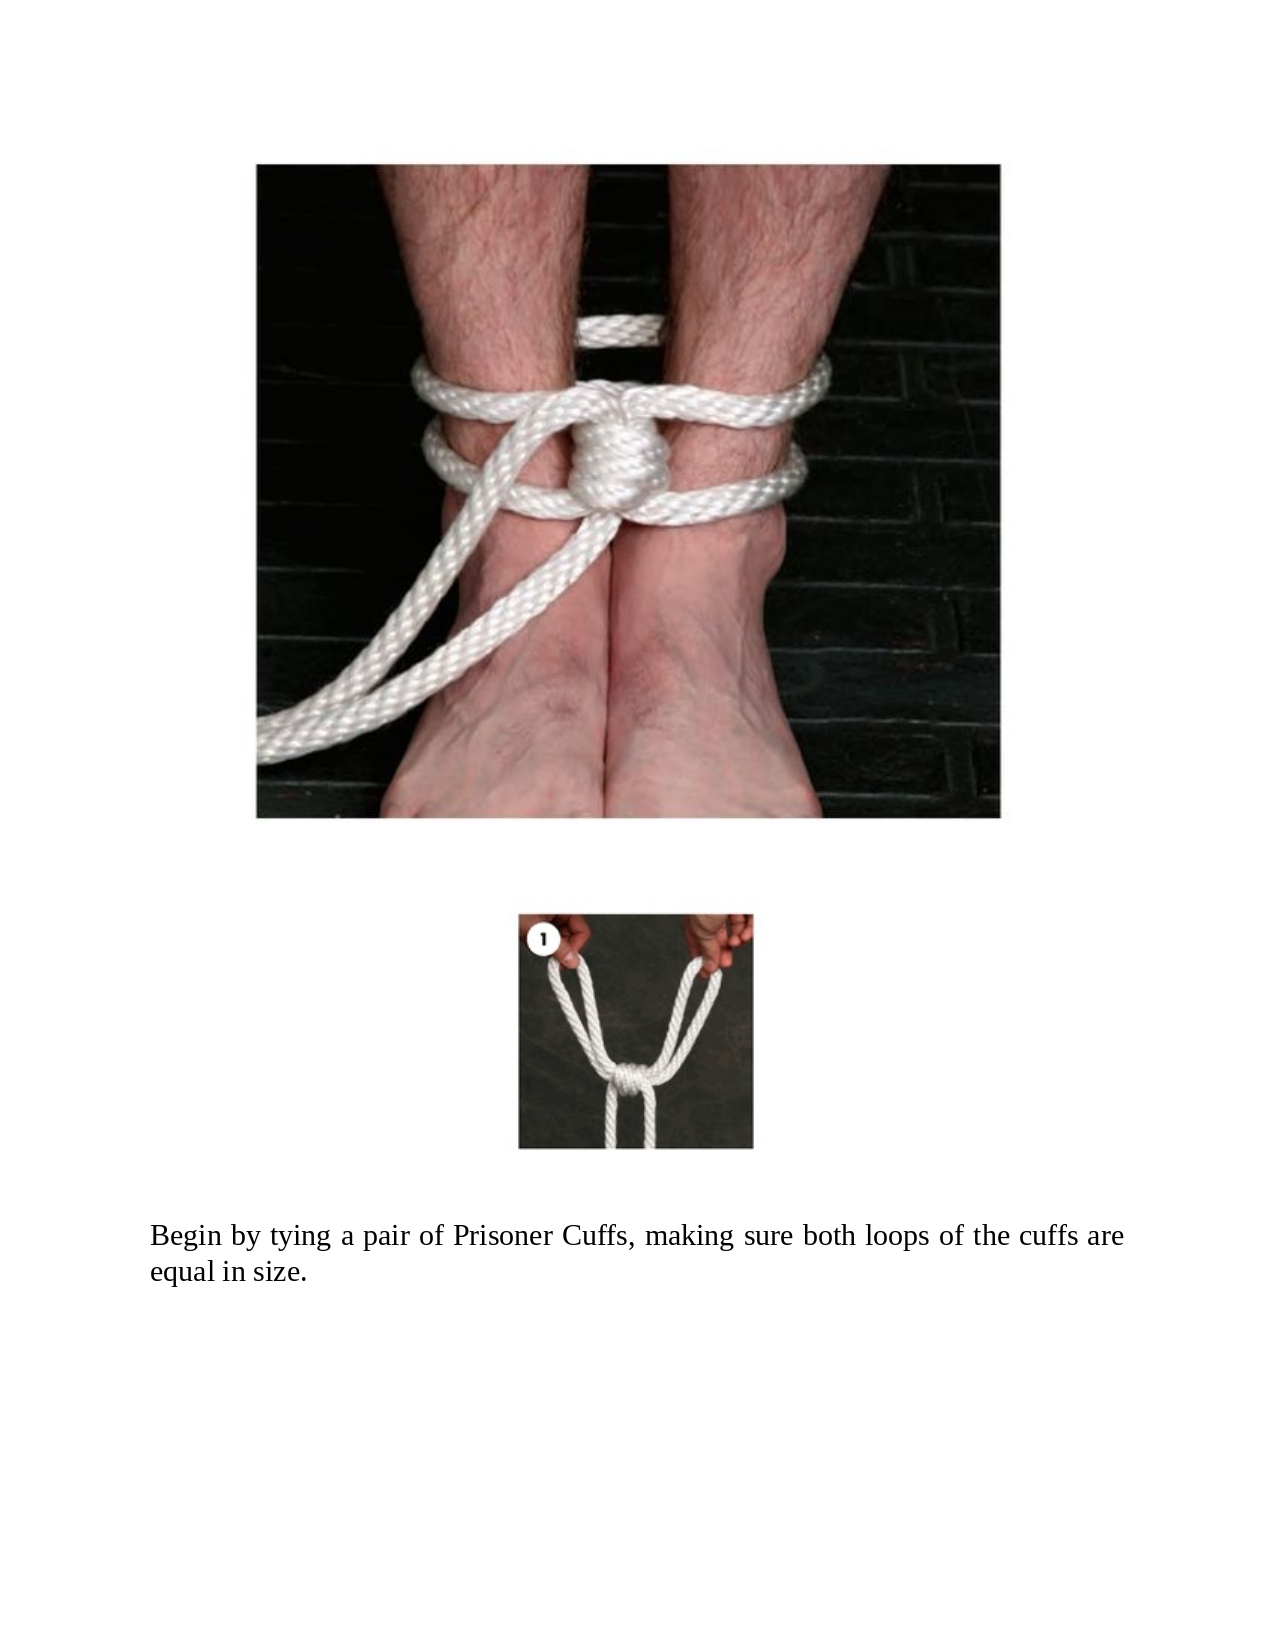 1
Begin by tying a pair of Prisoner Cuffs, making sure both loops of the cuffs are
equal in size.